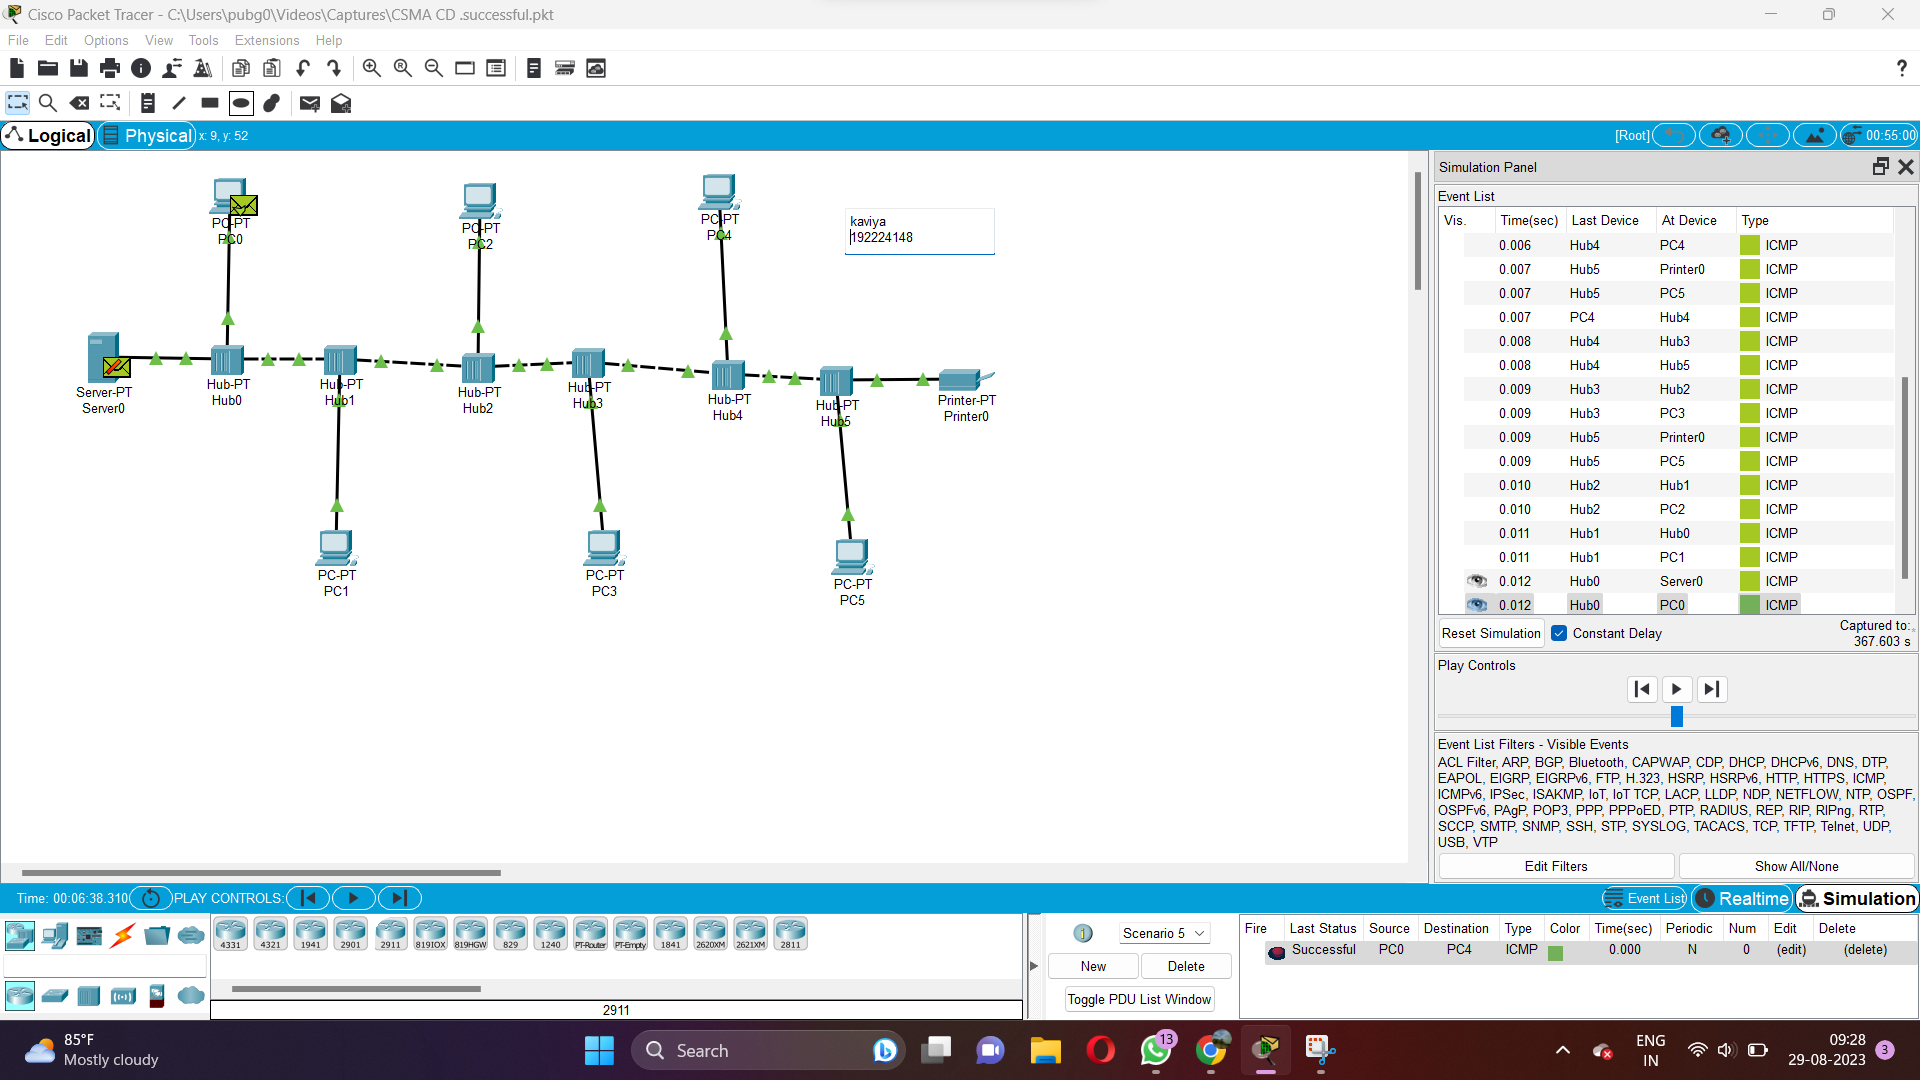 Cisco Packet Tracer - C:\Users\pubg0\Videos\Captures\CSMA CD .successful.pkt
File Edit Options View Tools Extensions Help
?
Logical Physical x: 9, y: 52 [Root] 00:55:00
PC-PT
PC0
PC-PT
PC2
PC-PT
PC4
kaviya
192224148
Server-PT
Server0
Hub-PT
Hub0
Hub-PT
Hub1
Hub-PT
Hub2
Hub-PT
Hub3
Hub-PT
Hub4
Hub-PT
Hub5
Printer-PT
Printer0
PC-PT
PC1
PC-PT
PC3
PC-PT
PC5
Simulation Panel
Event List
Vis. Time(sec) Last Device At Device Type
0.006 Hub4 PC4 ICMP
0.007 Hub5 Printer0 ICMP
0.007 Hub5 PC5 ICMP
0.007 PC4 Hub4 ICMP
0.008 Hub4 Hub3 ICMP
0.008 Hub4 Hub5 ICMP
0.009 Hub3 Hub2 ICMP
0.009 Hub3 PC3 ICMP
0.009 Hub5 Printer0 ICMP
0.009 Hub5 PC5 ICMP
0.010 Hub2 Hub1 ICMP
0.010 Hub2 PC2 ICMP
0.011 Hub1 Hub0 ICMP
0.011 Hub1 PC1 ICMP
0.012 Hub0 Server0 ICMP
0.012 Hub0 PC0 ICMP
Reset Simulation Constant Delay
Captured to:
367.603 s
Play Controls
Event List Filters - Visible Events
ACL Filter, ARP, BGP, Bluetooth, CAPWAP, CDP, DHCP, DHCPv6, DNS, DTP,
EAPOL, EIGRP, EIGRPv6, FTP, H.323, HSRP, HSRPv6, HTTP, HTTPS, ICMP,
ICMPv6, IPSec, ISAKMP, IoT, IoT TCP, LACP, LLDP, NDP, NETFLOW, NTP, OSPF,
OSPFv6, PAgP, POP3, PPP, PPPoED, PTP, RADIUS, REP, RIP, RIPng, RTP,
SCCP, SMTP, SNMP, SSH, STP, SYSLOG, TACACS, TCP, TFTP, Telnet, UDP,
USB, VTP
Edit Filters Show All/None
Time: 00:06:38.310 PLAY CONTROLS: Event List Realtime Simulation
4331 4321 1941 2901 2911 819IOX 819HGW 829 1240 PT-Router PT-Empty 1841 2620XM 2621XM 2811
2911
1 Scenario 5
New Delete
Toggle PDU List Window
Fire Last Status Source Destination Type Color Time(sec) Periodic Num Edit Delete
Successful PC0 PC4 ICMP 0.000 N 0 (edit) (delete)
85°F
Mostly cloudy
Search
13
ENG
IN
09:28
29-08-2023
3